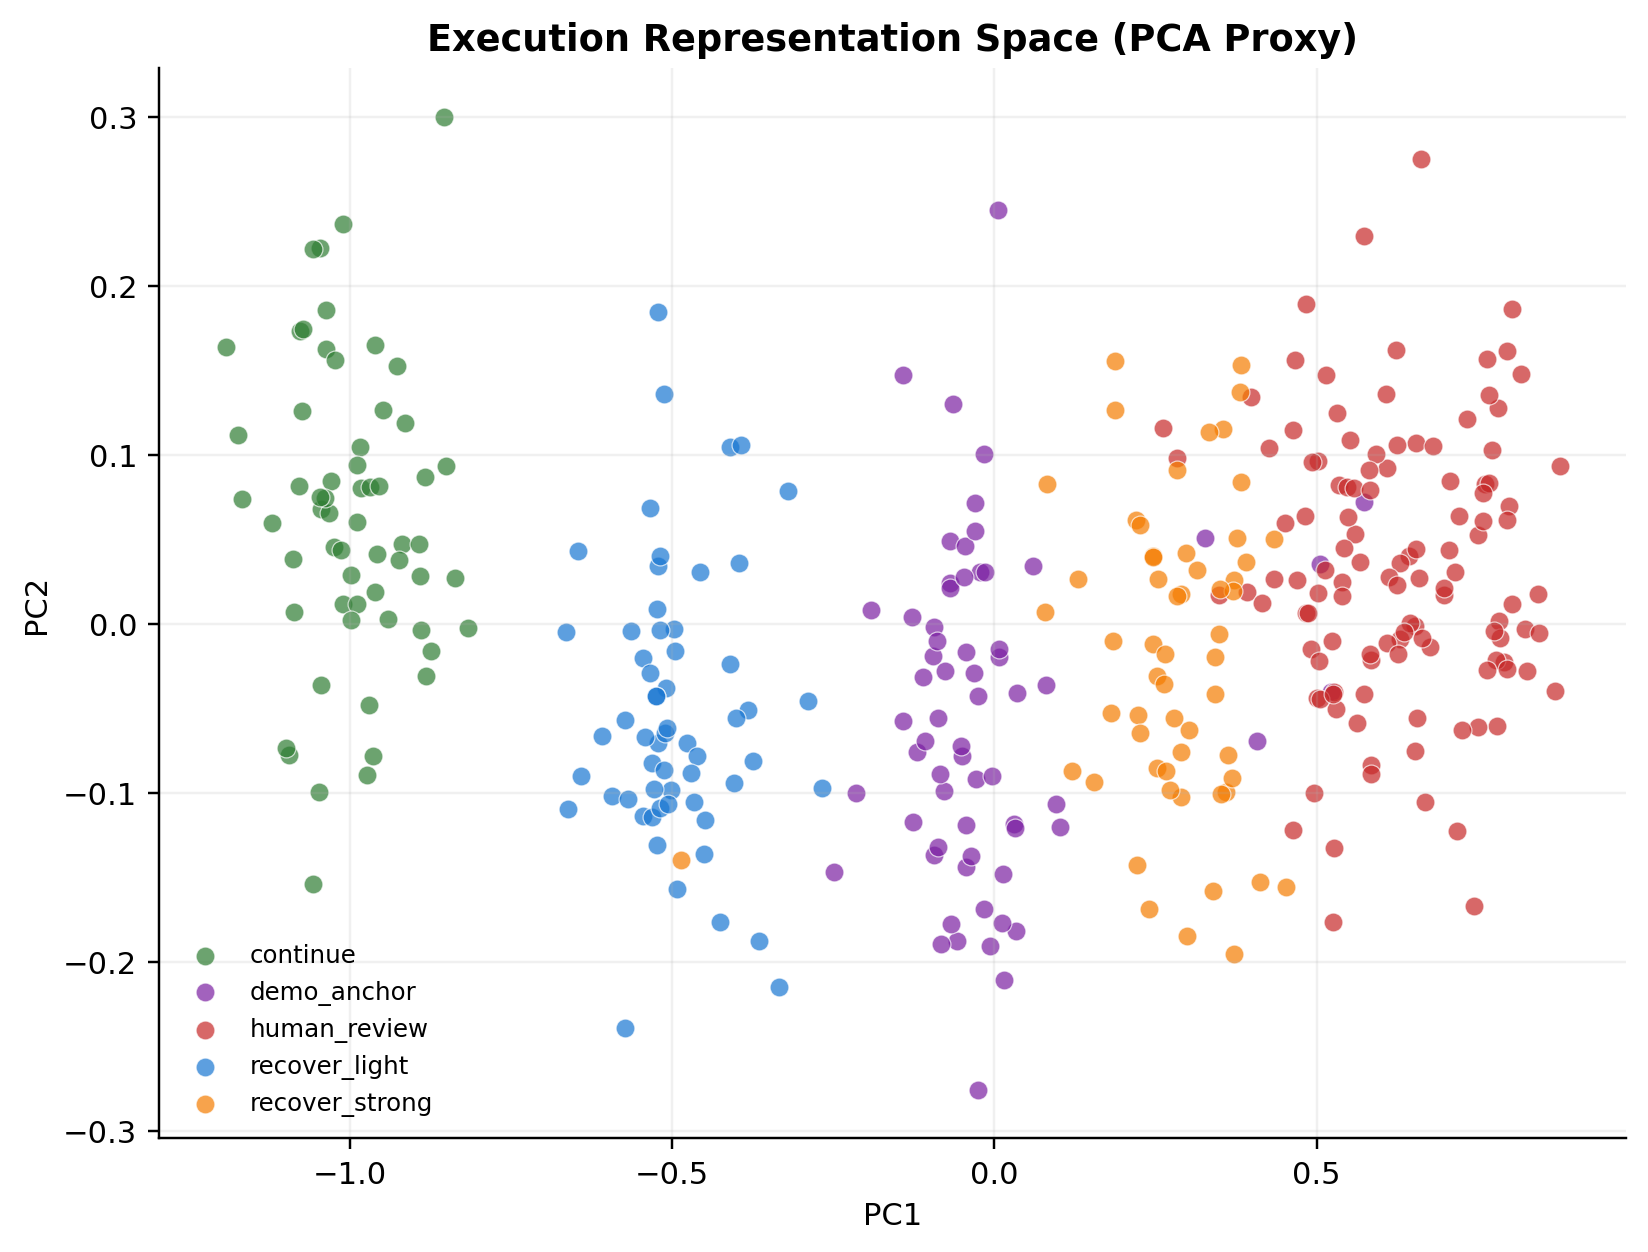 Execution Representation Space (PCA Proxy)
0.3
0.2
0.1
0.0
−0.1
−0.2
−0.3
PC2
continue
demo_anchor
human_review
recover_light
recover_strong
−1.0
−0.5
0.0
0.5
PC1